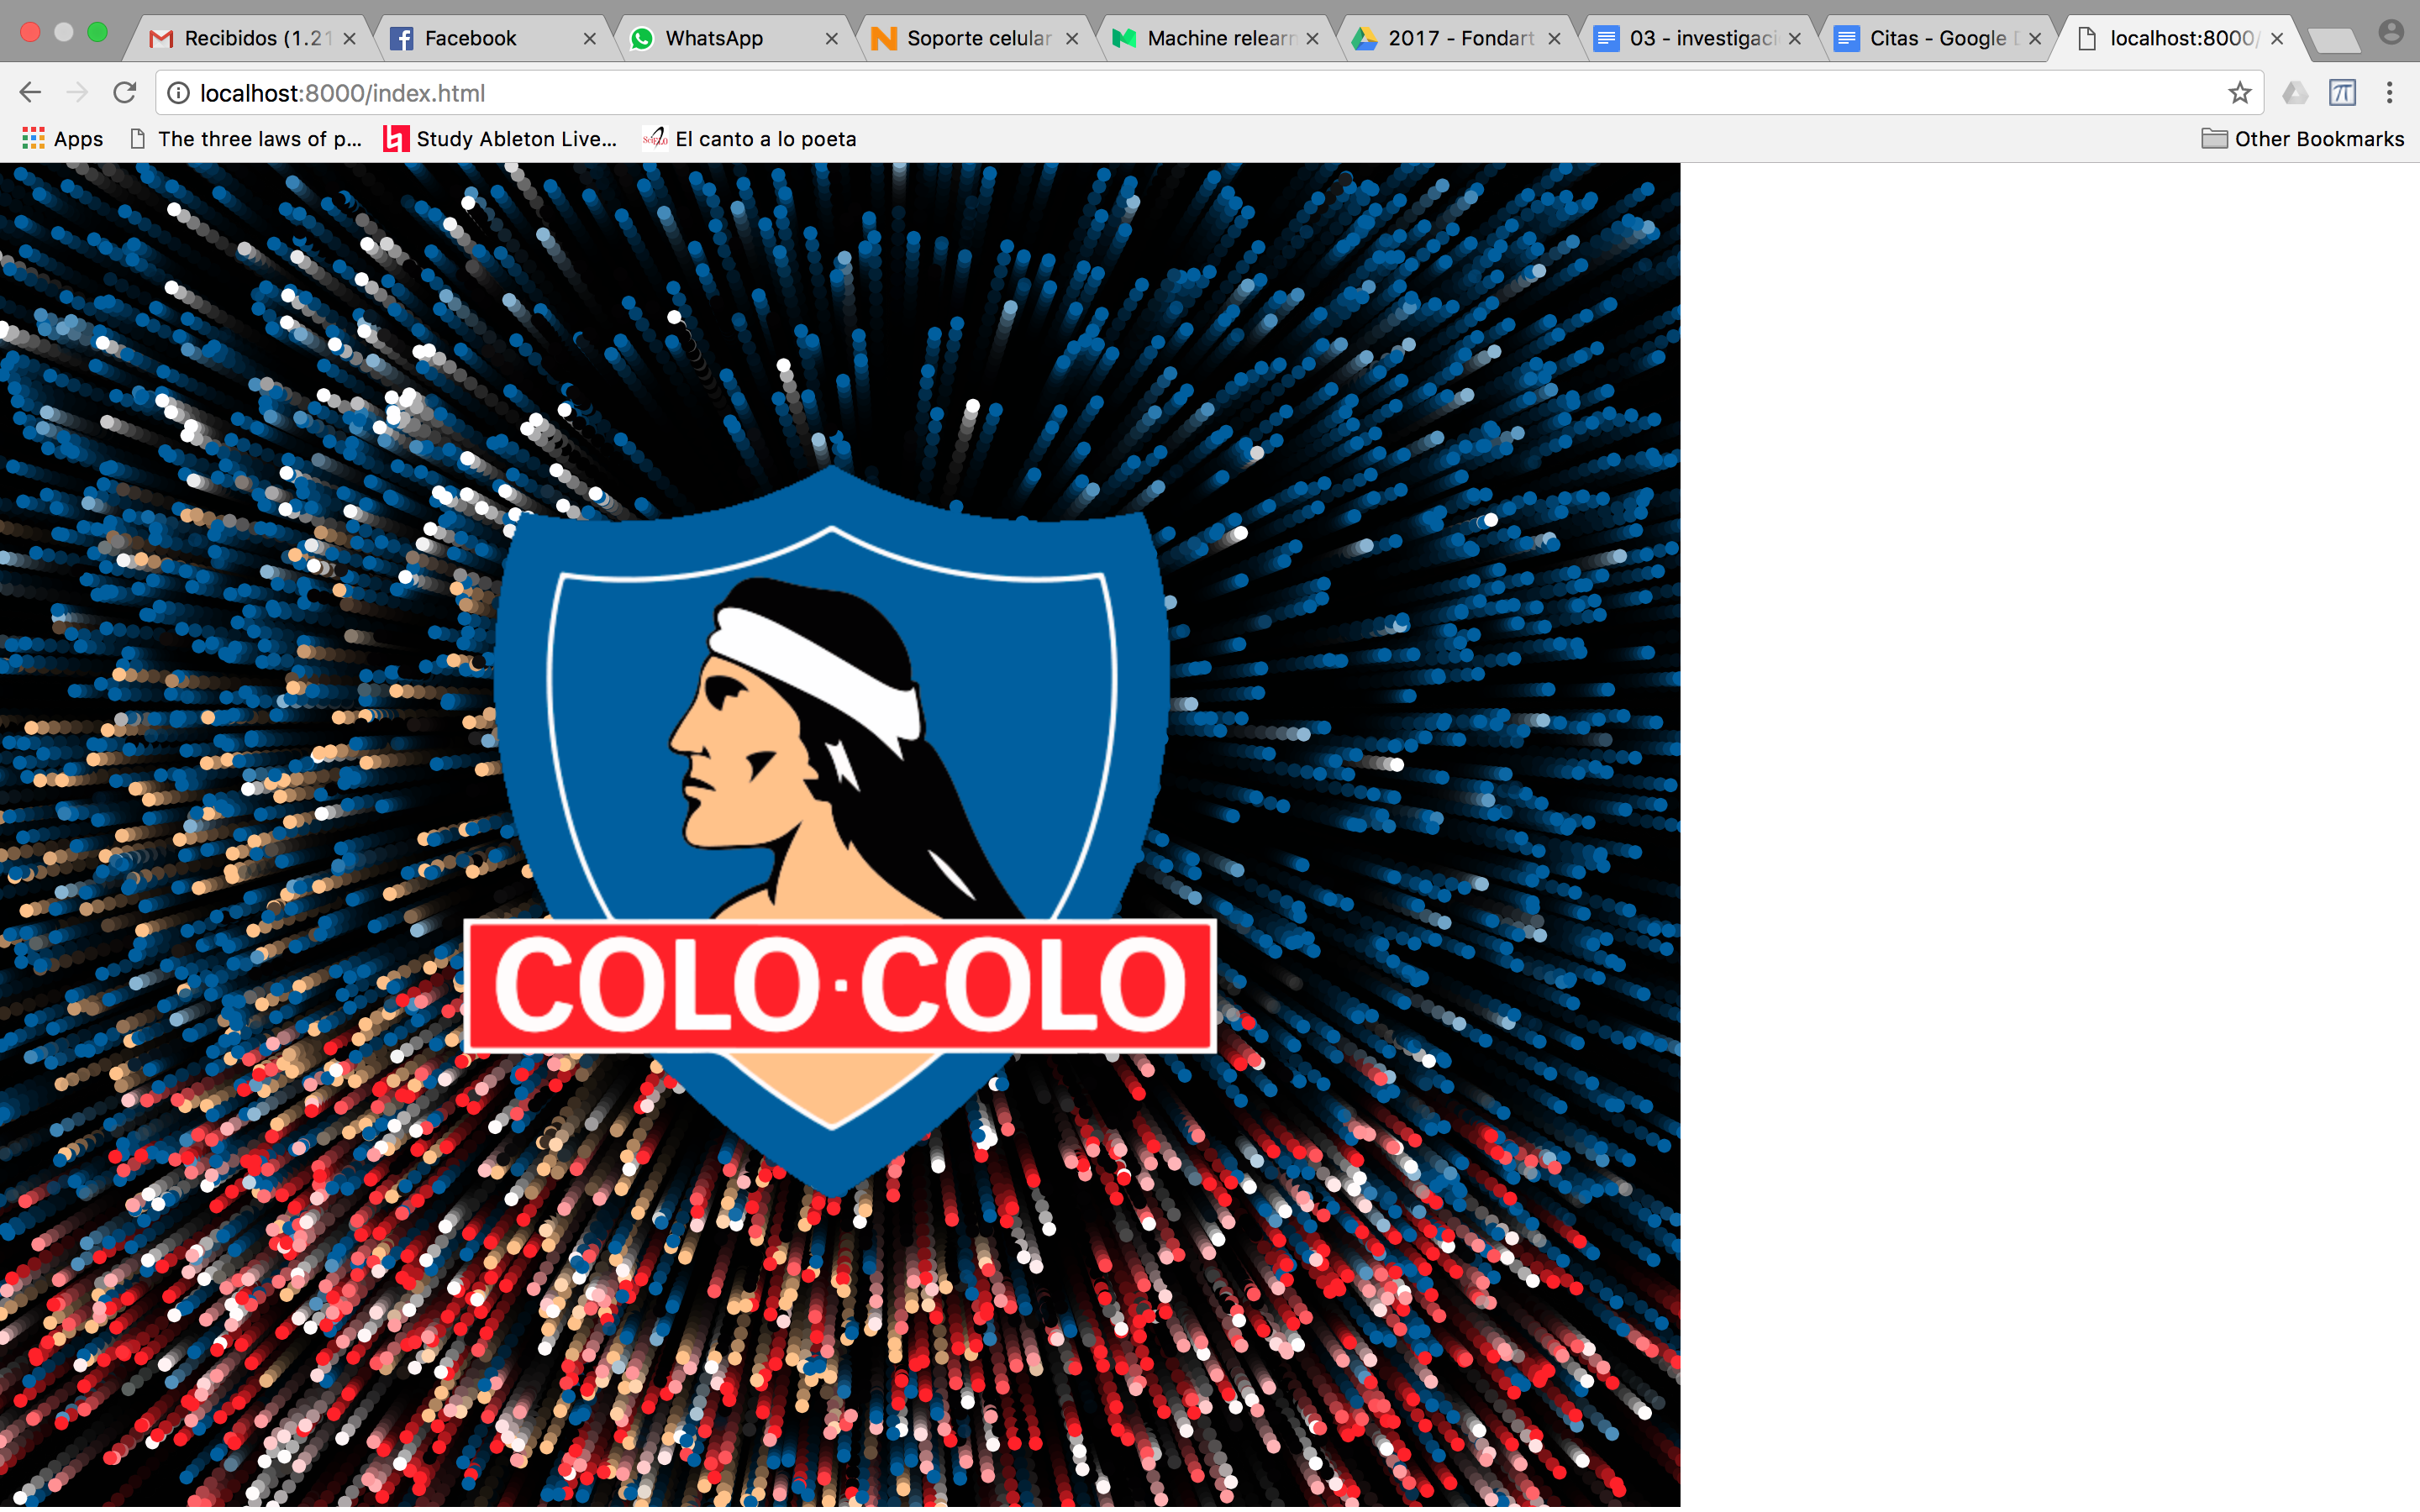 Recibidos (1.21
Facebook
WhatsApp
Soporte celular
Machine relearn
2017 - Fondart
03 - investigaci
Citas - Google D
localhost:8000/
localhost:8000/index.html
Apps
The three laws of p...
Study Ableton Live...
El canto a lo poeta
Other Bookmarks
COLO·COLO